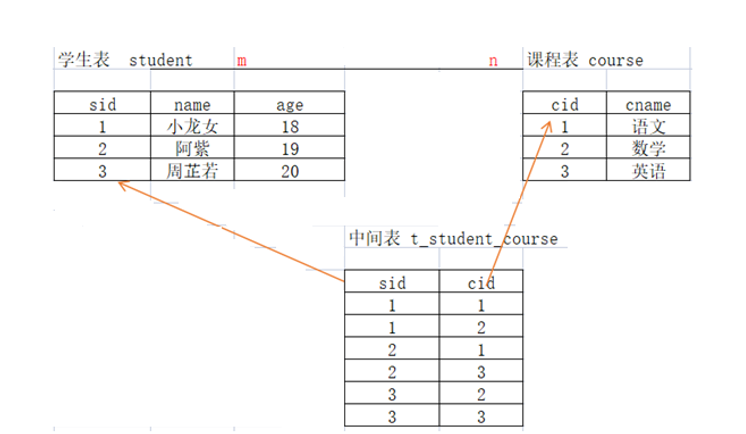 学生表 student m n 课程表 course
sid name age
1 小龙女 18
2 阿紫 19
3 周芷若 20
cid cname
1 语文
2 数学
3 英语
中间表 t_student_course
sid cid
1 1
1 2
2 1
2 3
3 2
3 3